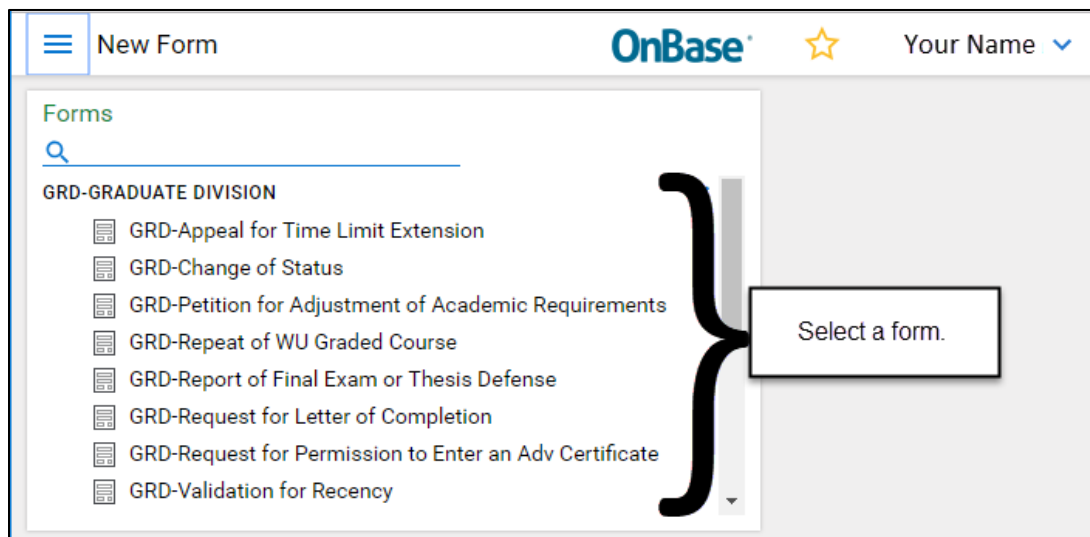 New Form
OnBase®
Your Name
Forms
GRD-GRADUATE DIVISION
GRD-Appeal for Time Limit Extension
GRD-Change of Status
GRD-Petition for Adjustment of Academic Requirements
GRD-Repeat of WU Graded Course
GRD-Report of Final Exam or Thesis Defense
GRD-Request for Letter of Completion
GRD-Request for Permission to Enter an Adv Certificate
GRD-Validation for Recency
Select a form.